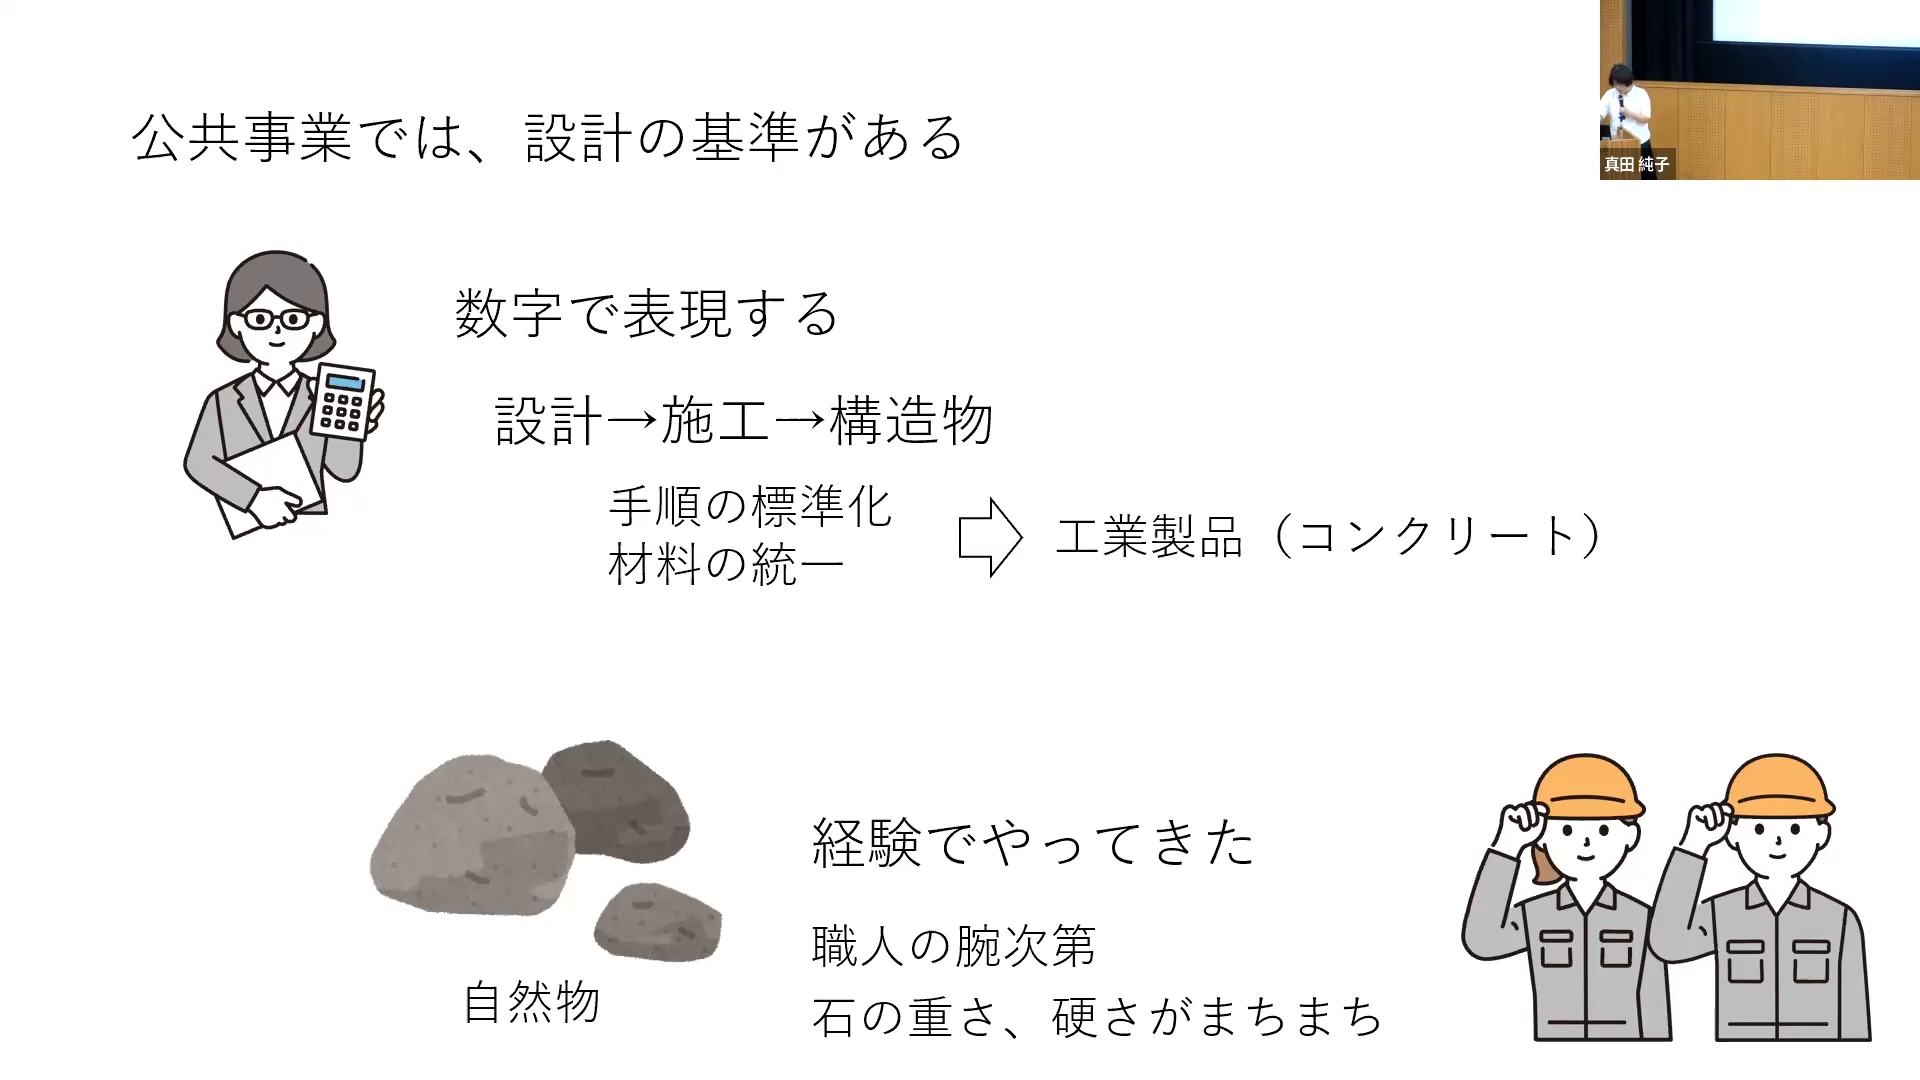 公共事業では、設計の基準がある
真田 純子
数字で表現する
設計→施工→構造物
手順の標準化
材料の統一
工業製品（コンクリート）
経験でやってきた
職人の腕次第
石の重さ、硬さがまちまち
自然物